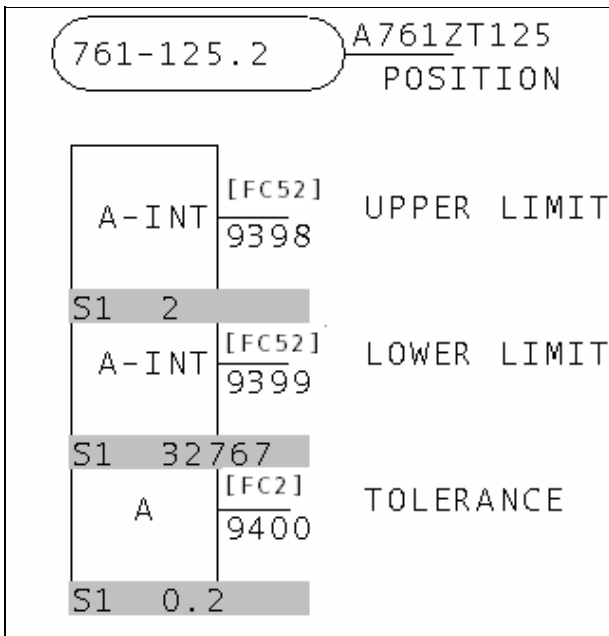 761-125.2 A761ZT125
POSITION
A-INT [FC52] UPPER LIMIT
9398
S1 2
A-INT [FC52] LOWER LIMIT
9399
S1 32767
A [FC2] TOLERANCE
9400
S1 0.2